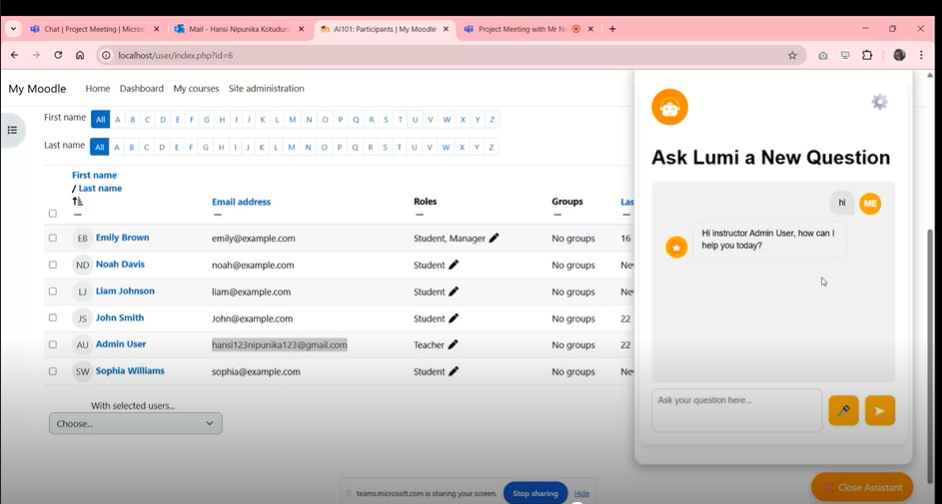 Chat | Project Meeting | Micros
Mail - Hansi Nipunika Kotudura
AI101: Participants | My Moodle
Project Meeting with Mr N
localhost/user/index.php?id=6
My Moodle Home Dashboard My courses Site administration
First name All A B C D E F G H I J K L M N O P Q R S T U V W X Y Z
Last name All A B C D E F G H I J K L M N O P Q R S T U V W X Y Z
First name
/ Last name
Email address Roles Groups Las
EB Emily Brown emily@example.com Student, Manager No groups 16
ND Noah Davis noah@example.com Student No groups Ne
LJ Liam Johnson liam@example.com Student No groups Ne
JS John Smith John@example.com Student No groups 22
AU Admin User hansi123nipunika123@gmail.com Teacher No groups 22
SW Sophia Williams sophia@example.com Student No groups Ne
With selected users...
Choose...
Ask Lumi a New Question
hi ME
Hi instructor Admin User, how can I
help you today?
Ask your question here...
teams.microsoft.com is sharing your screen. Stop sharing Hide
Close Assistant